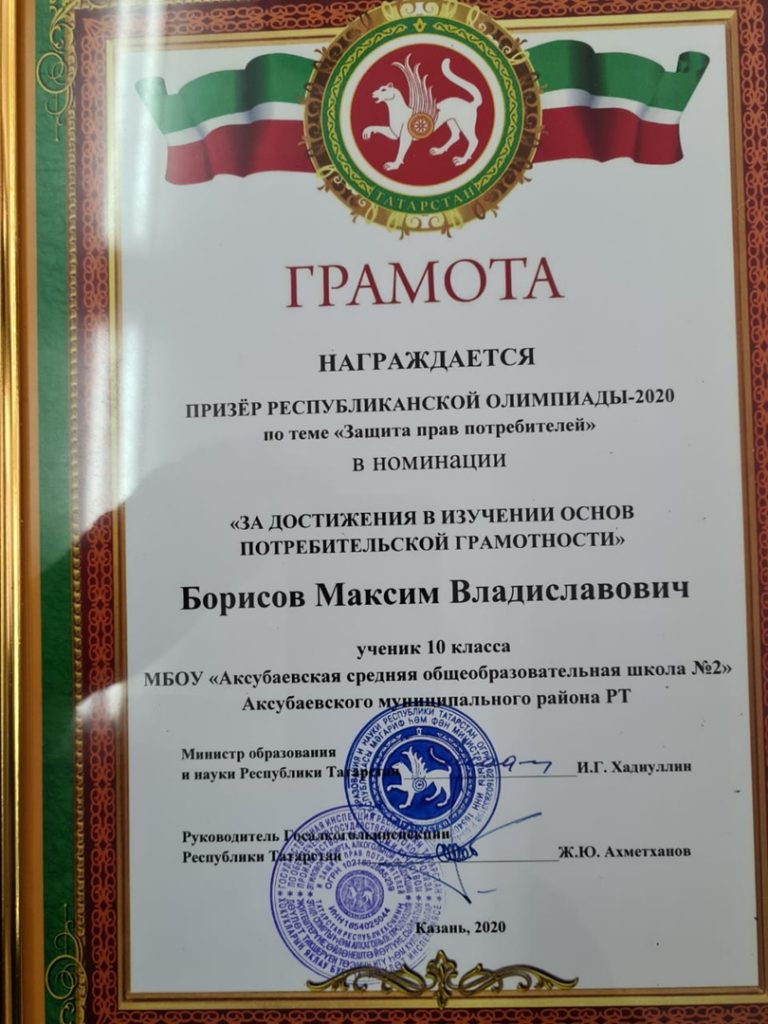 ТАТАРСТАН
ГРАМОТА
НАГРАЖДАЕТСЯ
ПРИЗЁР РЕСПУБЛИКАНСКОЙ ОЛИМПИАДЫ-2020
по теме «Защита прав потребителей»
в номинации
«ЗА ДОСТИЖЕНИЯ В ИЗУЧЕНИИ ОСНОВ
ПОТРЕБИТЕЛЬСКОЙ ГРАМОТНОСТИ»
Борисов Максим Владиславович
ученик 10 класса
МБОУ «Аксубаевская средняя общеобразовательная школа №2»
Аксубаевского муниципального района РТ
Министр образования
и науки Республики Татарстан И.Г. Хадиуллин
Руководитель Госалкогольинспекции
Республики Татарстан Ж.Ю. Ахметханов
Казань, 2020